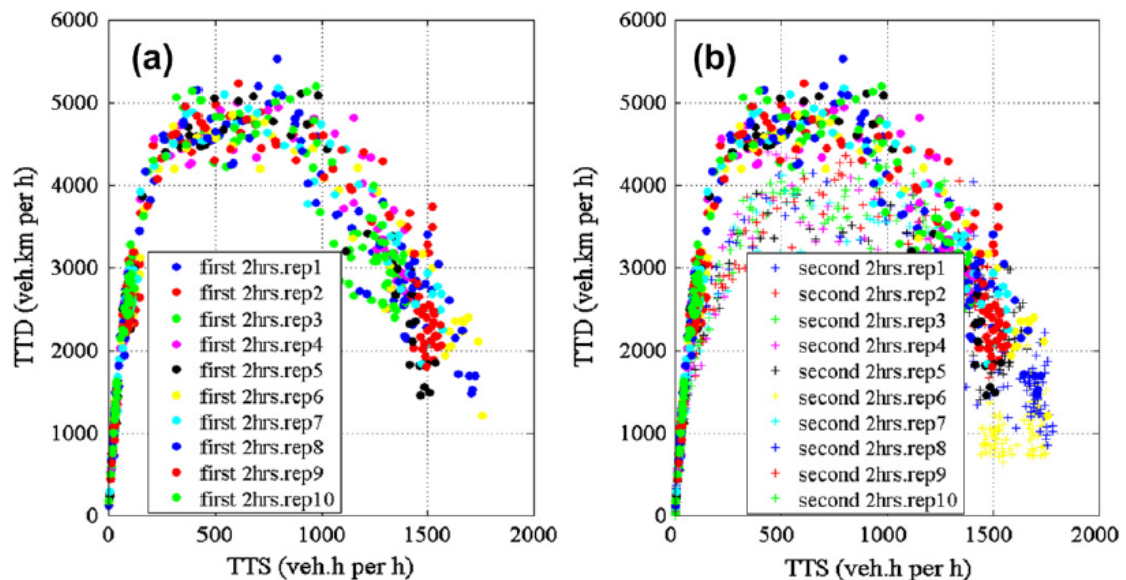 (a)
6000
5000
4000
3000
2000
1000
0
TTD (veh.km per h)
first 2hrs.rep1
first 2hrs.rep2
first 2hrs.rep3
first 2hrs.rep4
first 2hrs.rep5
first 2hrs.rep6
first 2hrs.rep7
first 2hrs.rep8
first 2hrs.rep9
first 2hrs.rep10
0 500 1000 1500 2000
TTS (veh.h per h)
(b)
6000
5000
4000
3000
2000
1000
0
TTD (veh.km per h)
second 2hrs.rep1
second 2hrs.rep2
second 2hrs.rep3
second 2hrs.rep4
second 2hrs.rep5
second 2hrs.rep6
second 2hrs.rep7
second 2hrs.rep8
second 2hrs.rep9
second 2hrs.rep10
0 500 1000 1500 2000
TTS (veh.h per h)